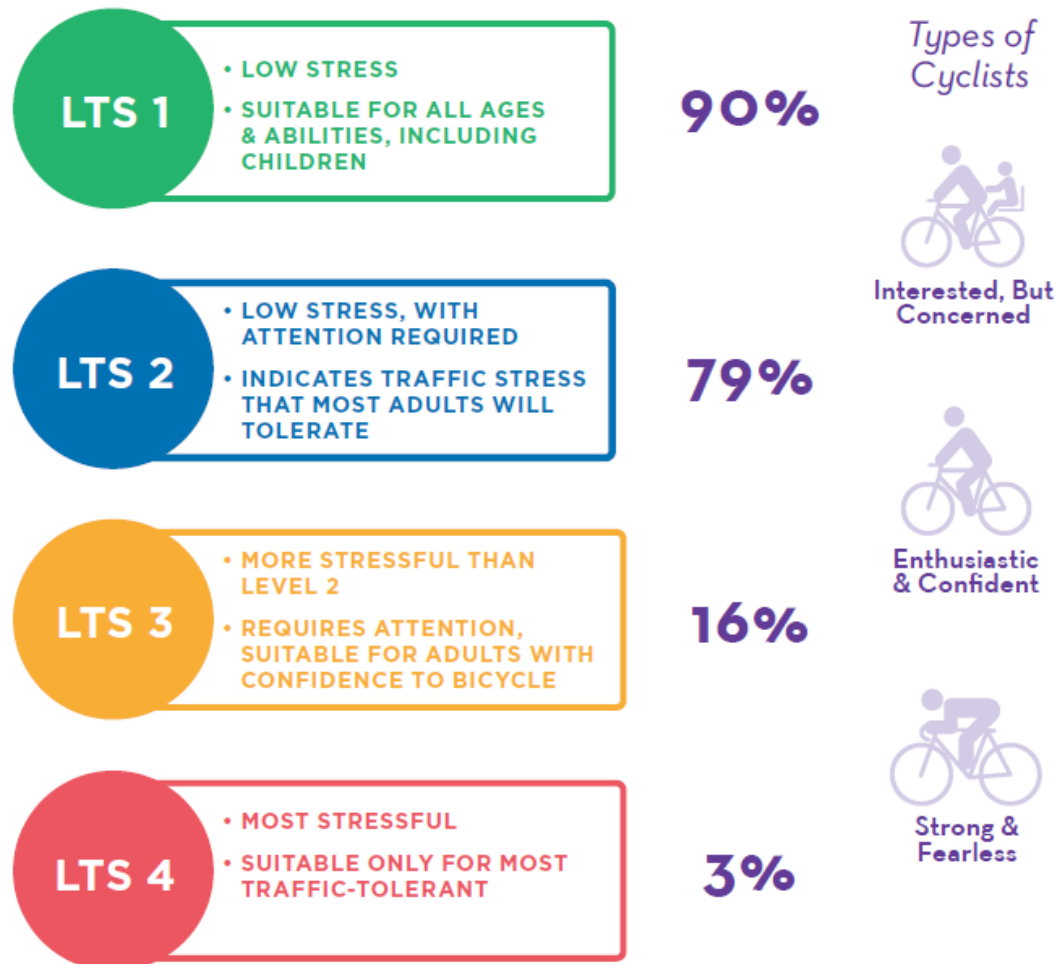 LTS 1
• LOW STRESS
• SUITABLE FOR ALL AGES
& ABILITIES, INCLUDING
CHILDREN
90%
LTS 2
• LOW STRESS, WITH
ATTENTION REQUIRED
• INDICATES TRAFFIC STRESS
THAT MOST ADULTS WILL
TOLERATE
79%
LTS 3
• MORE STRESSFUL THAN
LEVEL 2
• REQUIRES ATTENTION,
SUITABLE FOR ADULTS WITH
CONFIDENCE TO BICYCLE
16%
LTS 4
• MOST STRESSFUL
• SUITABLE ONLY FOR MOST
TRAFFIC-TOLERANT
3%
Types of
Cyclists
Interested, But
Concerned
Enthusiastic
& Confident
Strong &
Fearless